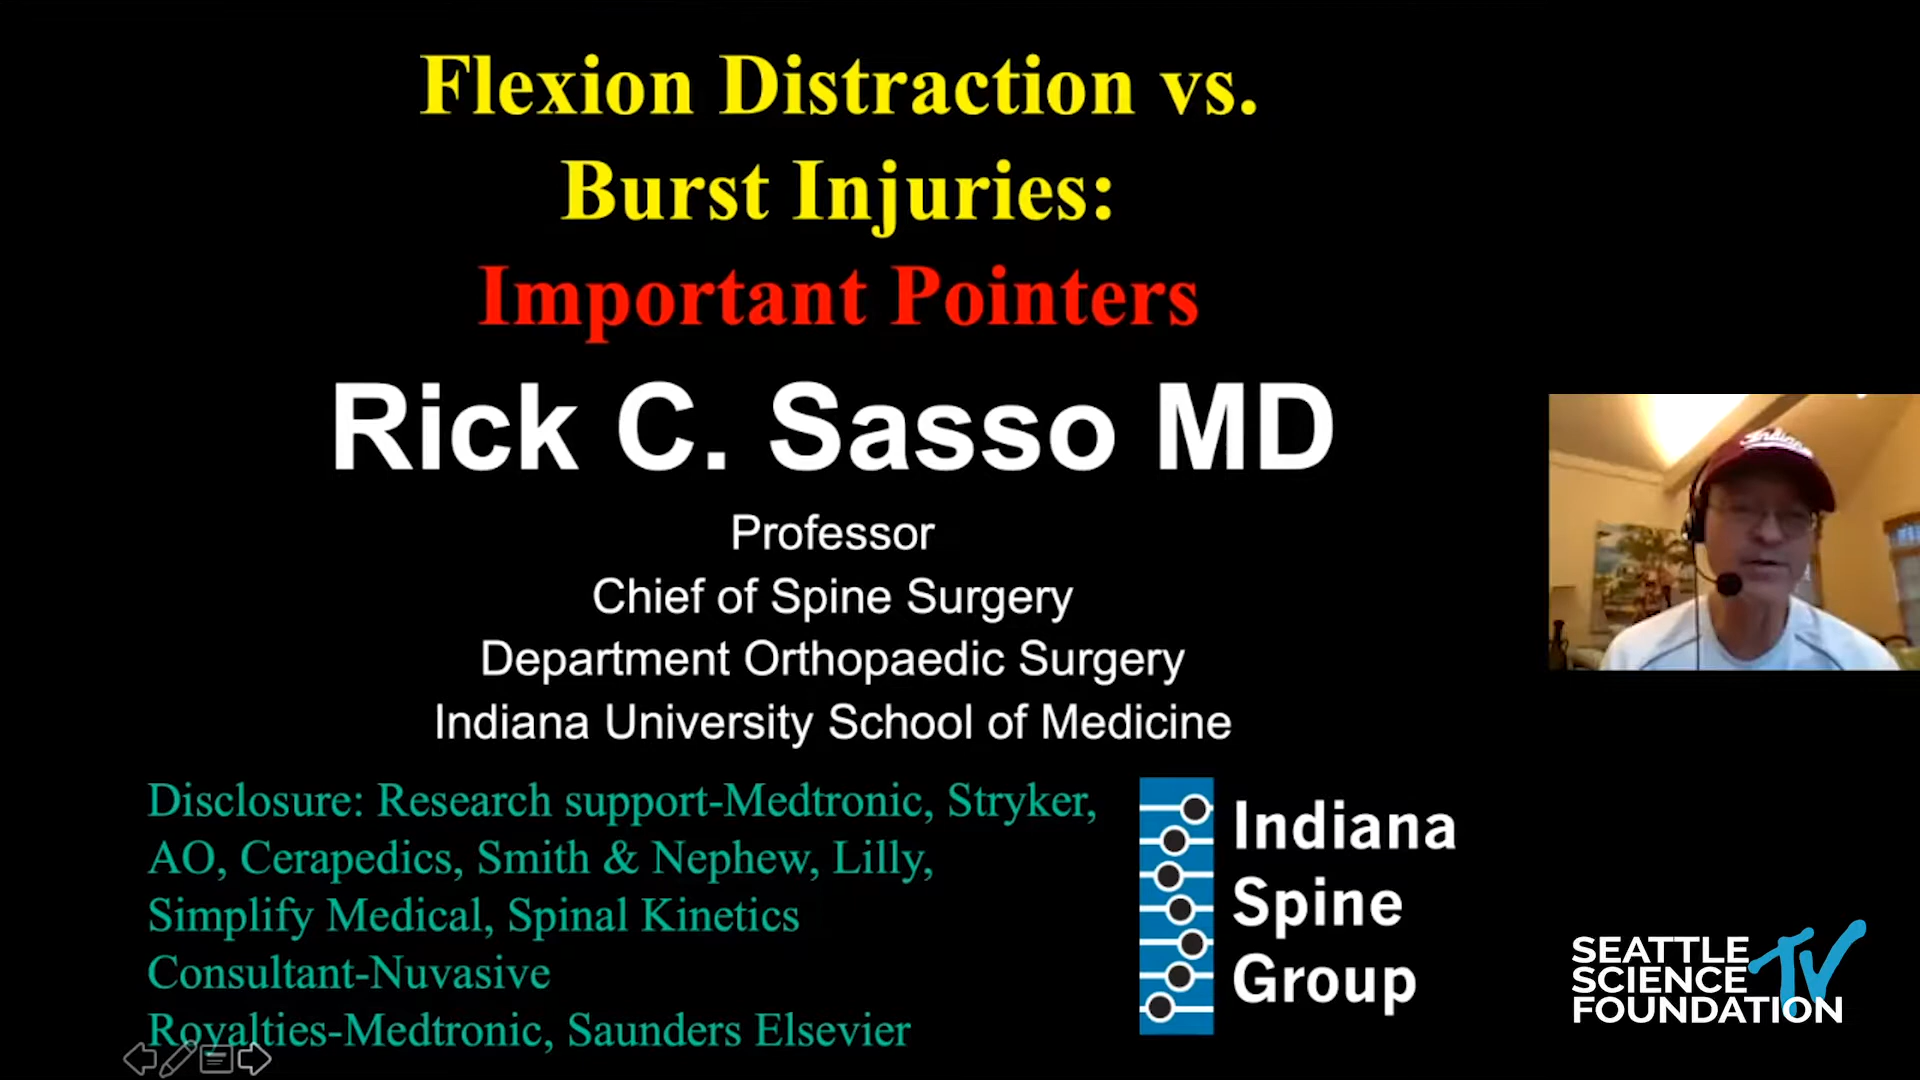 Flexion Distraction vs.
Burst Injuries:
Important Pointers
Rick C. Sasso MD
Professor
Chief of Spine Surgery
Department Orthopaedic Surgery
Indiana University School of Medicine
Disclosure: Research support-Medtronic, Stryker,
AO, Cerapedics, Smith & Nephew, Lilly,
Simplify Medical, Spinal Kinetics
Consultant-Nuvasive
Royalties-Medtronic, Saunders Elsevier
Indiana
Spine
Group
Indiana
SEATTLE
SCIENCE TV
FOUNDATION